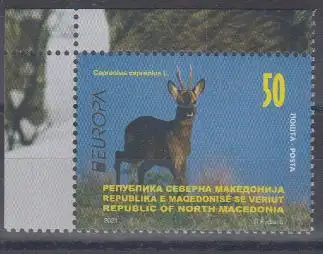 Capreolus capreolus L.
50
EUROPA
ПОШТА · POSTA
РЕПУБЛИКА СЕВЕРНА МАКЕДОНИЈА
REPUBLIKA E MAQEDONISË SË VERIUT
REPUBLIC OF NORTH MACEDONIA
2021